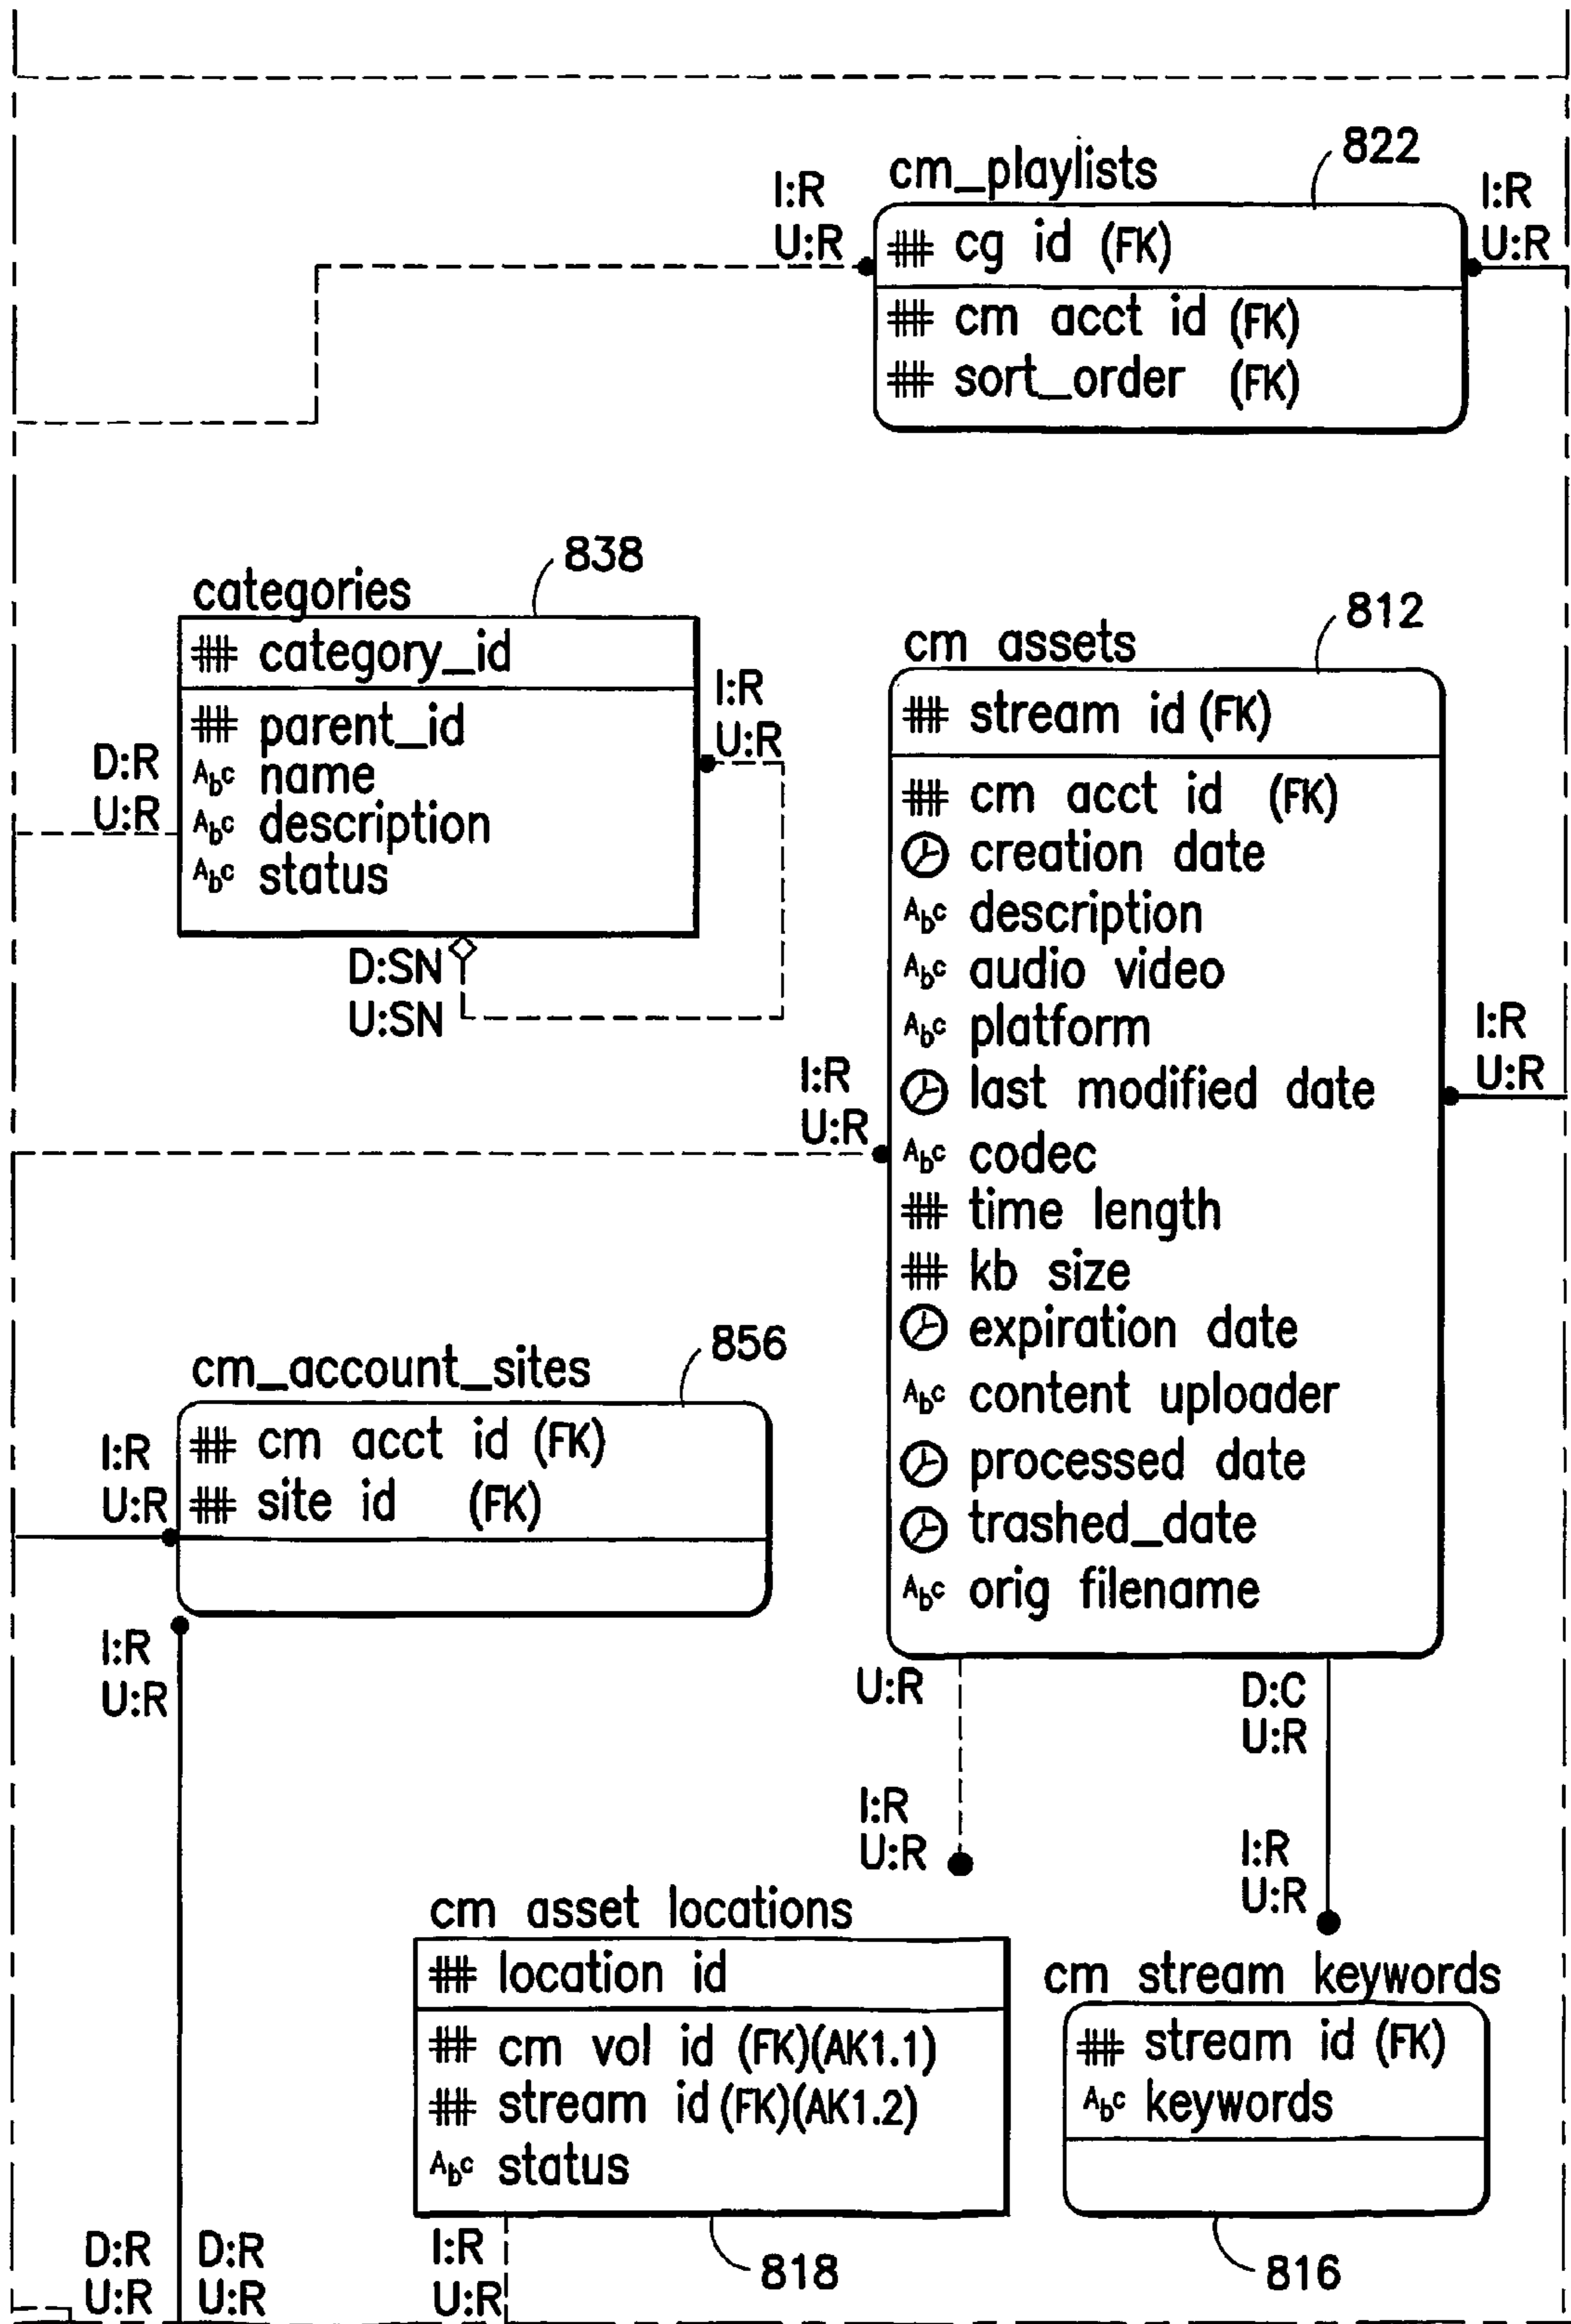 822
cm_playlists
I:R
U:R
I:R
U:R
## cg id (FK)
## cm acct id (FK)
## sort_order (FK)
838
categories
## category_id
## parent_id
Abc name
Abc description
Abc status
I:R
U:R
D:R
U:R
D:SN
U:SN
812
cm assets
## stream id (FK)
## cm acct id (FK)
creation date
Abc description
Abc audio video
Abc platform
last modified date
Abc codec
## time length
## kb size
expiration date
Abc content uploader
processed date
trashed_date
Abc orig filename
I:R
U:R
I:R
U:R
856
cm_account_sites
## cm acct id (FK)
## site id (FK)
I:R
U:R
I:R
U:R
U:R
D:C
U:R
I:R
U:R
I:R
U:R
cm asset locations
## location id
## cm vol id (FK)(AK1.1)
## stream id (FK)(AK1.2)
Abc status
cm stream keywords
## stream id (FK)
Abc keywords
D:R
U:R
D:R
U:R
I:R
U:R
818
816